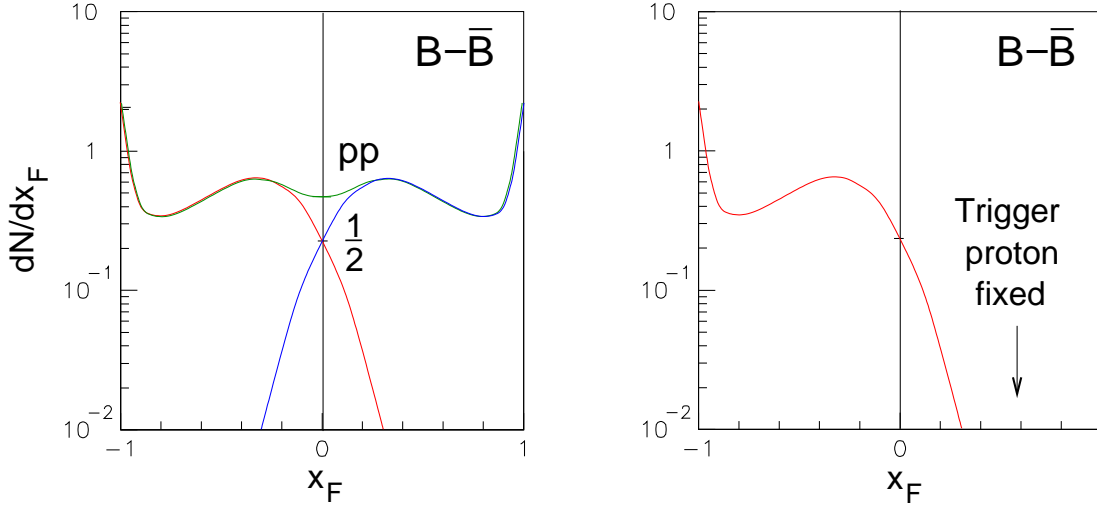 10
1
10⁻¹
10⁻²
dN/dx_F
B−B̅
pp
1
2
−1
0
1
x_F
10
1
10⁻¹
10⁻²
B−B̅
Trigger
proton
fixed
−1
0
x_F